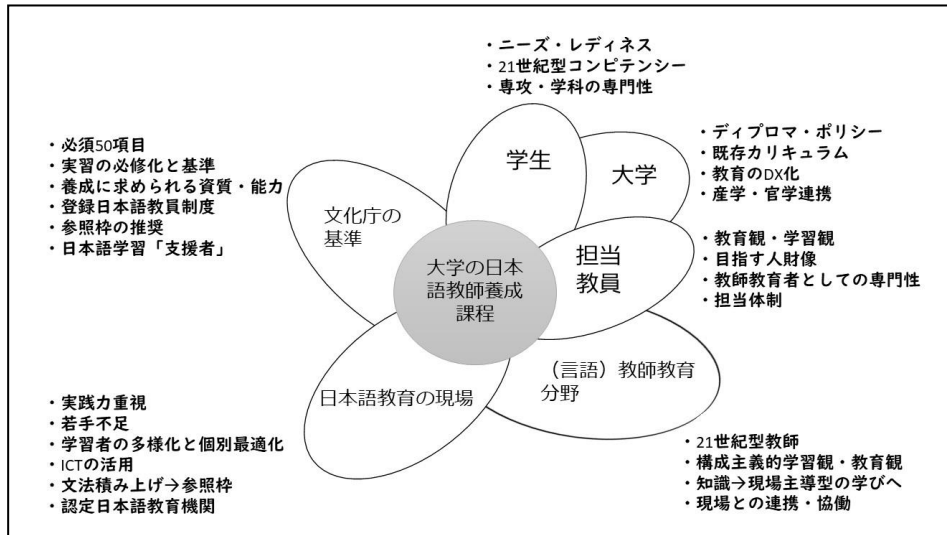 ・ニーズ・レディネス
・21世紀型コンピテンシー
・専攻・学科の専門性
学生
・ディプロマ・ポリシー
・既存カリキュラム
・教育のDX化
・産学・官学連携
大学
・必須50項目
・実習の必修化と基準
・養成に求められる資質・能力
・登録日本語教員制度
・参照枠の推奨
・日本語学習「支援者」
文化庁の
基準
・教育観・学習観
・目指す人財像
・教師教育者としての専門性
・担当体制
担当
教員
大学の日本
語教師養成
課程
（言語）教師教育
分野
日本語教育の現場
・実践力重視
・若手不足
・学習者の多様化と個別最適化
・ICTの活用
・文法積み上げ→参照枠
・認定日本語教育機関
・21世紀型教師
・構成主義的学習観・教育観
・知識→現場主導型の学びへ
・現場との連携・協働